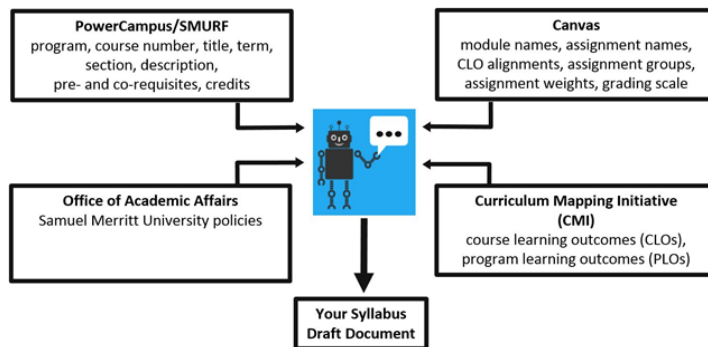 PowerCampus/SMURF
program, course number, title, term,
section, description,
pre- and co-requisites, credits
Canvas
module names, assignment names,
CLO alignments, assignment groups,
assignment weights, grading scale
Office of Academic Affairs
Samuel Merritt University policies
Curriculum Mapping Initiative
(CMI)
course learning outcomes (CLOs),
program learning outcomes (PLOs)
Your Syllabus
Draft Document